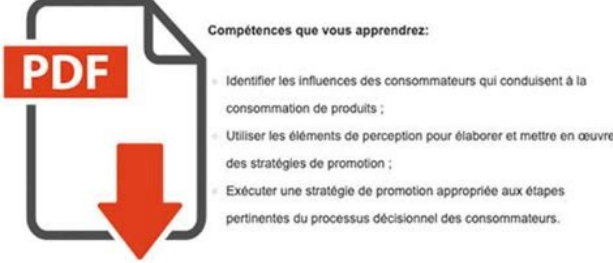 PDF
Compétences que vous apprendrez:
Identifier les influences des consommateurs qui conduisent à la
consommation de produits ;
Utiliser les éléments de perception pour élaborer et mettre en œuvre
des stratégies de promotion ;
Exécuter une stratégie de promotion appropriée aux étapes
pertinentes du processus décisionnel des consommateurs.